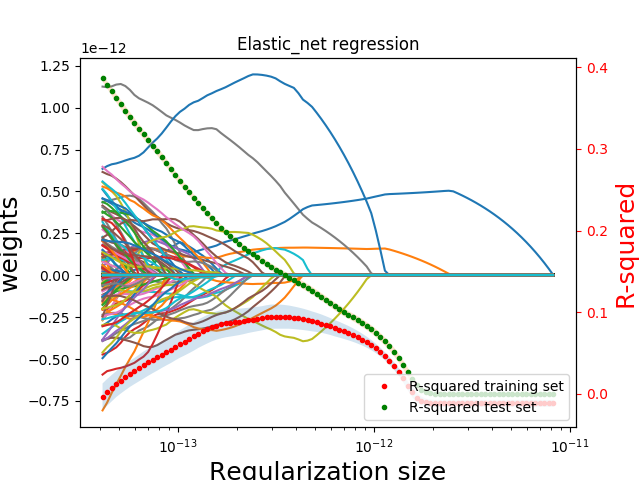 Elastic_net regression
1e−12
1.25
1.00
0.75
0.50
0.25
0.00
−0.25
−0.50
−0.75
weights
0.4
0.3
0.2
0.1
0.0
R-squared
R-squared training set
R-squared test set
10⁻¹³
10⁻¹²
10⁻¹¹
Regularization size